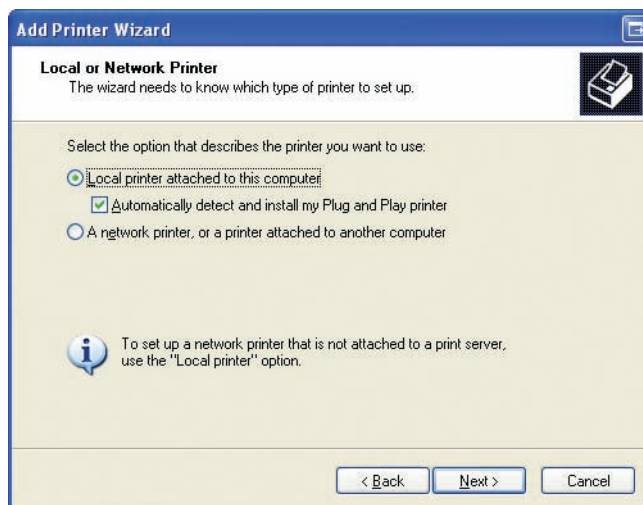 Add Printer Wizard
Local or Network Printer
The wizard needs to know which type of printer to set up.
Select the option that describes the printer you want to use:
Local printer attached to this computer
Automatically detect and install my Plug and Play printer
A network printer, or a printer attached to another computer
To set up a network printer that is not attached to a print server,
use the "Local printer" option.
< Back
Next >
Cancel